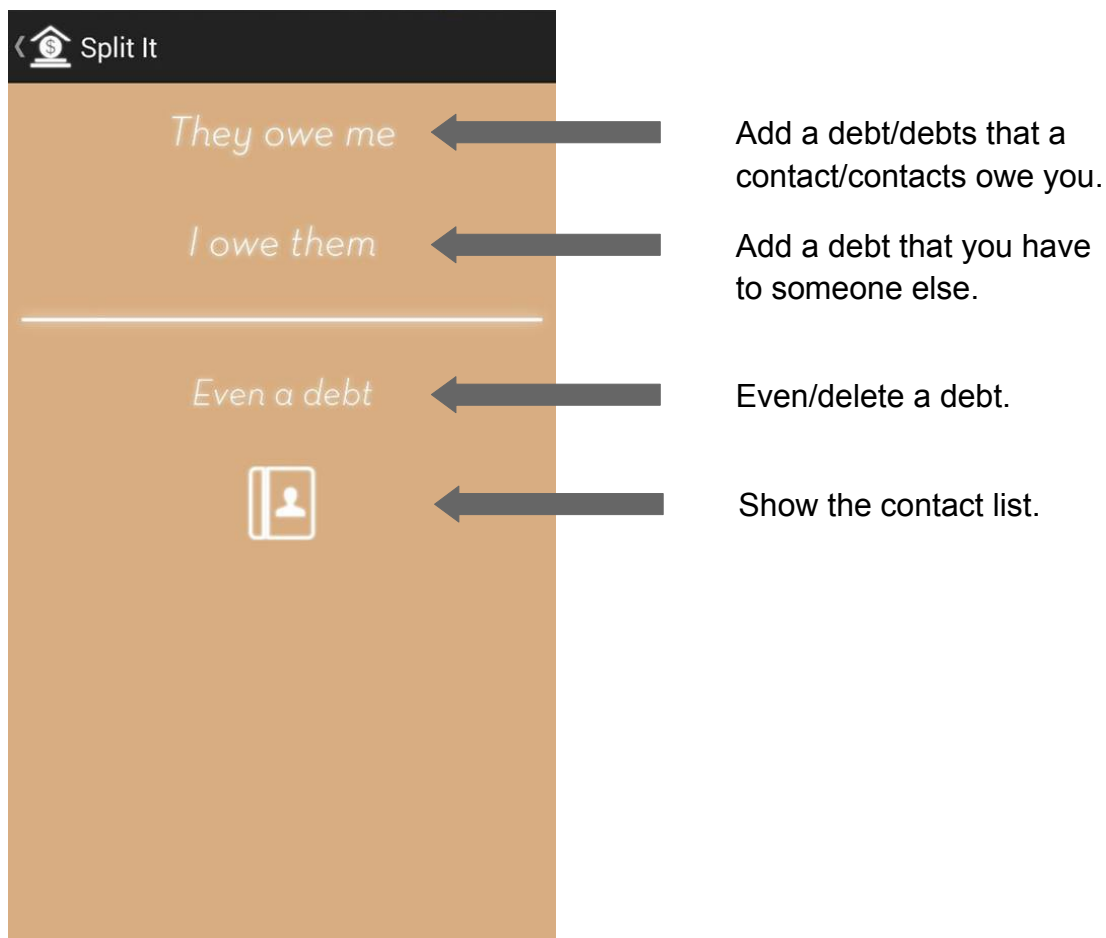 Split It
They owe me
Add a debt/debts that a
contact/contacts owe you.
I owe them
Add a debt that you have
to someone else.
Even a debt
Even/delete a debt.
Show the contact list.